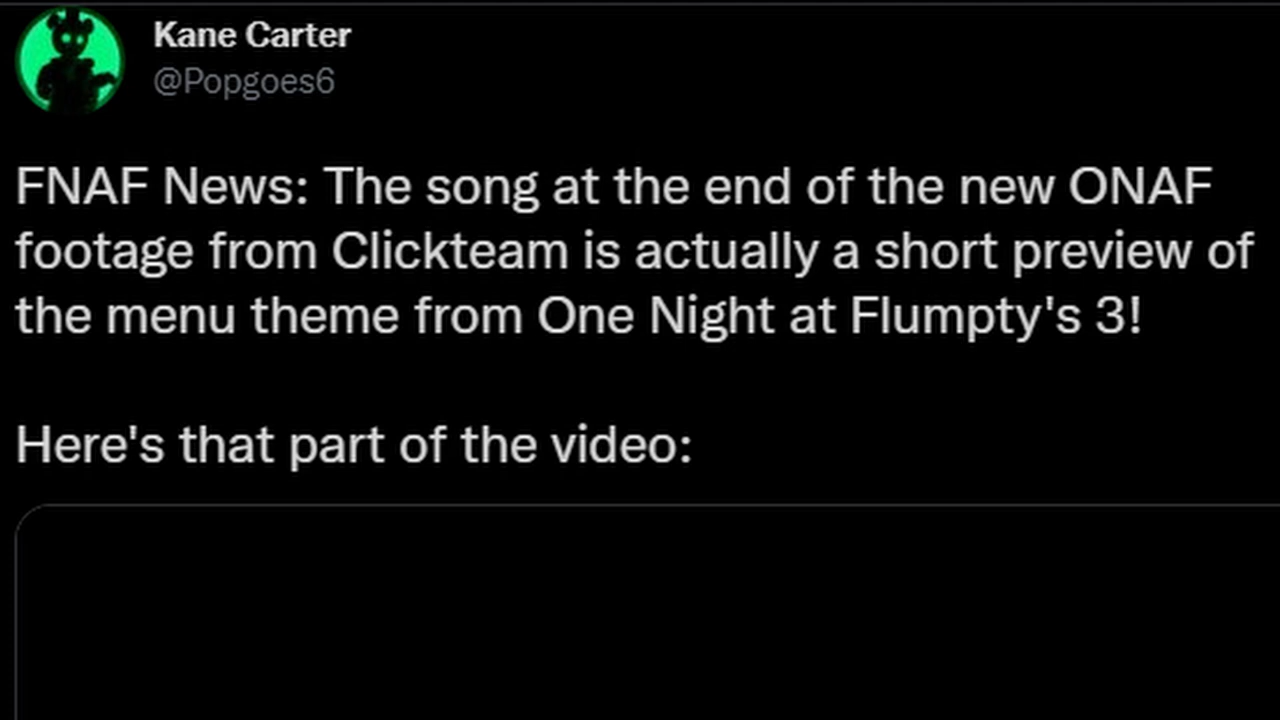 Kane Carter
@Popgoes6
FNAF News: The song at the end of the new ONAF
footage from Clickteam is actually a short preview of
the menu theme from One Night at Flumpty's 3!
Here's that part of the video: